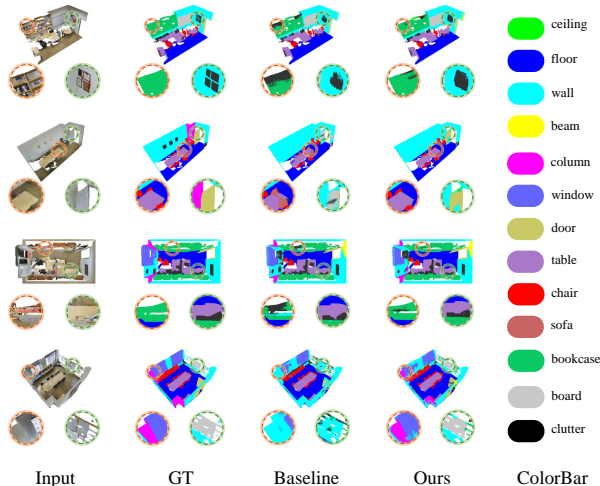 ceiling
floor
wall
beam
column
window
door
table
chair
sofa
bookcase
board
clutter
Input GT Baseline Ours ColorBar